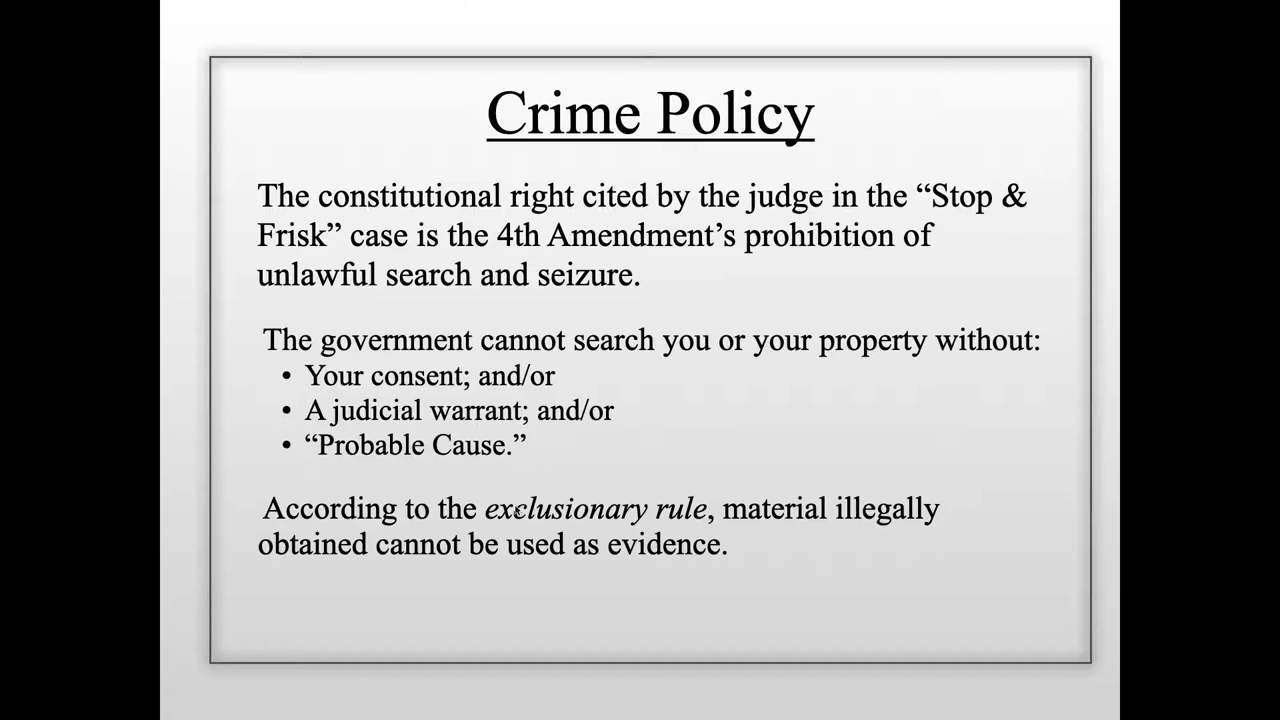 Crime Policy
The constitutional right cited by the judge in the “Stop &
Frisk” case is the 4th Amendment’s prohibition of
unlawful search and seizure.
The government cannot search you or your property without:
• Your consent; and/or
• A judicial warrant; and/or
• “Probable Cause.”
According to the exclusionary rule, material illegally
obtained cannot be used as evidence.